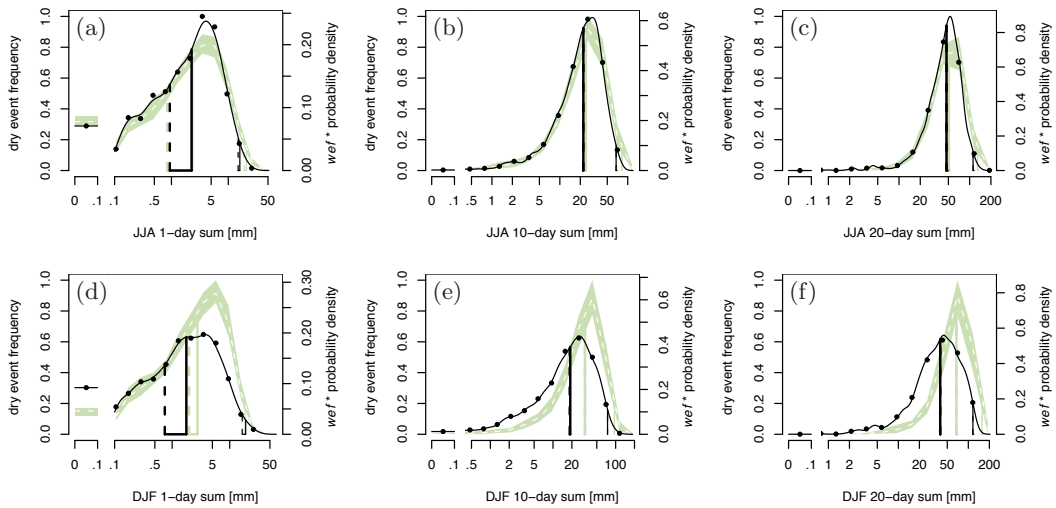 (a)
dry event frequency
0.0 0.2 0.4 0.6 0.8 1.0
0.00 0.10 0.20
wef * probability density
0 .1 .1 .5 5 50
JJA 1−day sum [mm]
(b)
dry event frequency
0.0 0.2 0.4 0.6 0.8 1.0
0.0 0.1 0.2 0.3 0.4 0.5 0.6
wef * probability density
0 .1 .5 1 2 5 20 50
JJA 10−day sum [mm]
(c)
dry event frequency
0.0 0.2 0.4 0.6 0.8 1.0
0.0 0.2 0.4 0.6 0.8
wef * probability density
0 .1 1 2 5 20 50 200
JJA 20−day sum [mm]
(d)
dry event frequency
0.0 0.2 0.4 0.6 0.8 1.0
0.00 0.10 0.20 0.30
wef * probability density
0 .1 .1 .5 5 50
DJF 1−day sum [mm]
(e)
dry event frequency
0.0 0.2 0.4 0.6 0.8 1.0
0.0 0.2 0.4 0.6
wef * probability density
0 .1 .5 2 5 20 100
DJF 10−day sum [mm]
(f)
dry event frequency
0.0 0.2 0.4 0.6 0.8 1.0
0.0 0.2 0.4 0.6 0.8
wef * probability density
0 .1 1 2 5 20 50 200
DJF 20−day sum [mm]